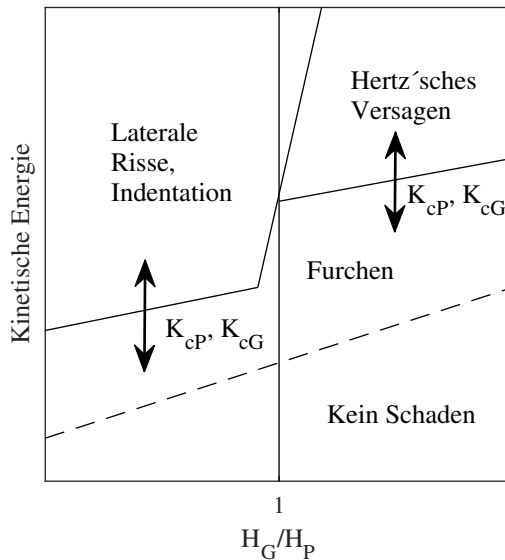 Hertz´sches
Versagen
Laterale
Risse,
Indentation
K_cP, K_cG
Furchen
K_cP, K_cG
Kein Schaden
Kinetische Energie
1
H_G/H_P